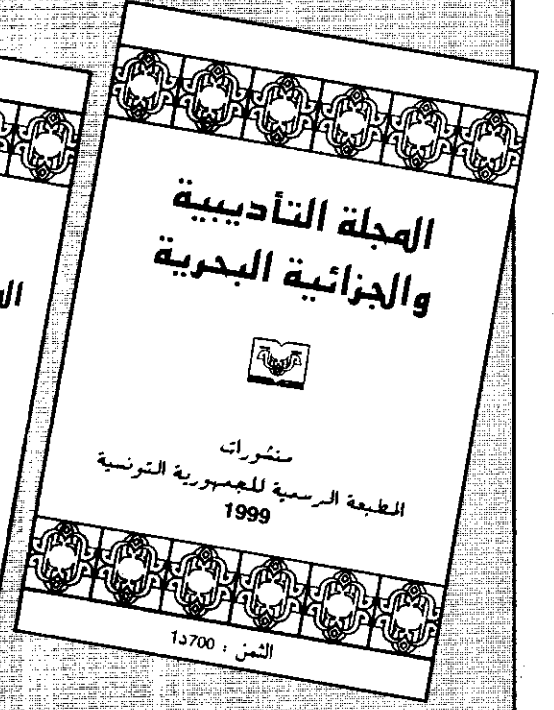 المجلة التأديبية
والجزائية البحرية
منشورات
المطبعة الرسمية للجمهورية التونسية
1999
الثمن : 700د1